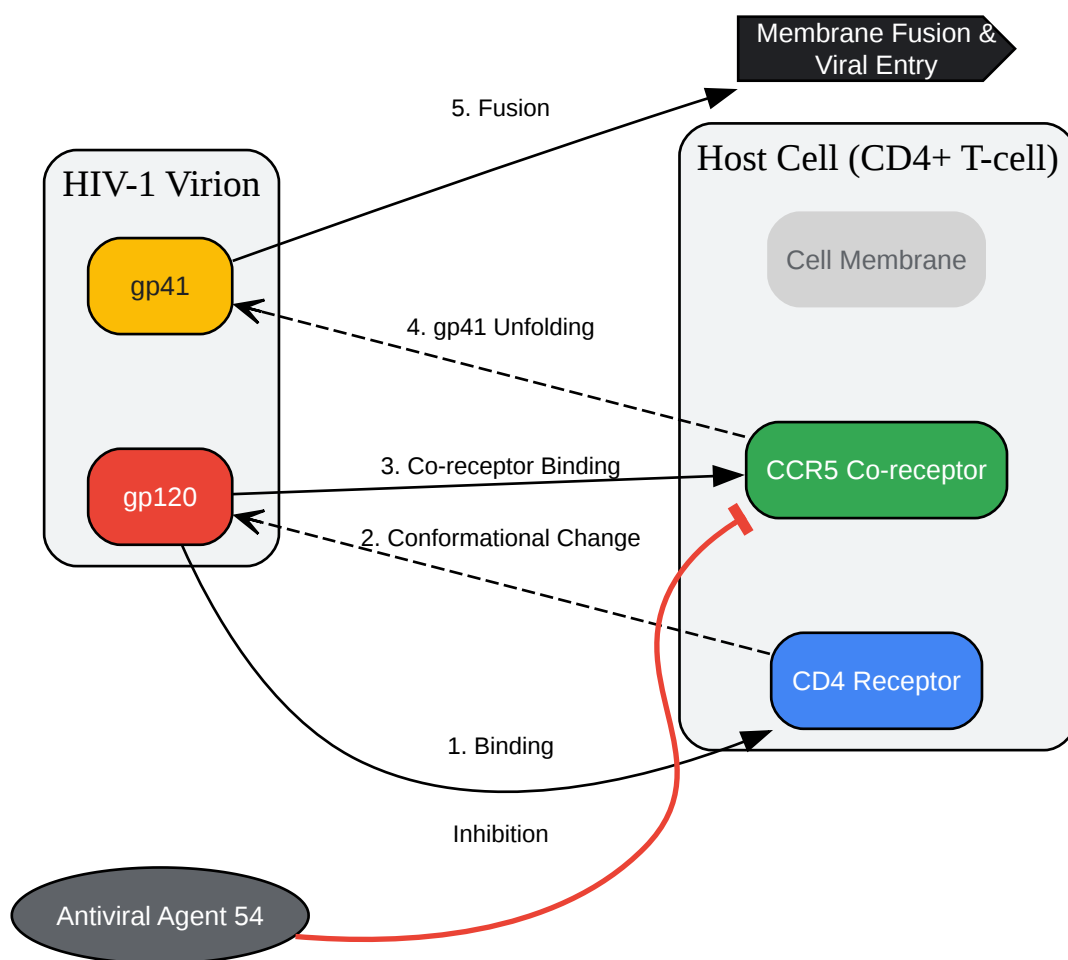 Membrane Fusion &
Viral Entry
5. Fusion
HIV-1 Virion
Host Cell (CD4+ T-cell)
gp41
Cell Membrane
4. gp41 Unfolding
3. Co-receptor Binding
CCR5 Co-receptor
gp120
2. Conformational Change
CD4 Receptor
1. Binding
Inhibition
Antiviral Agent 54